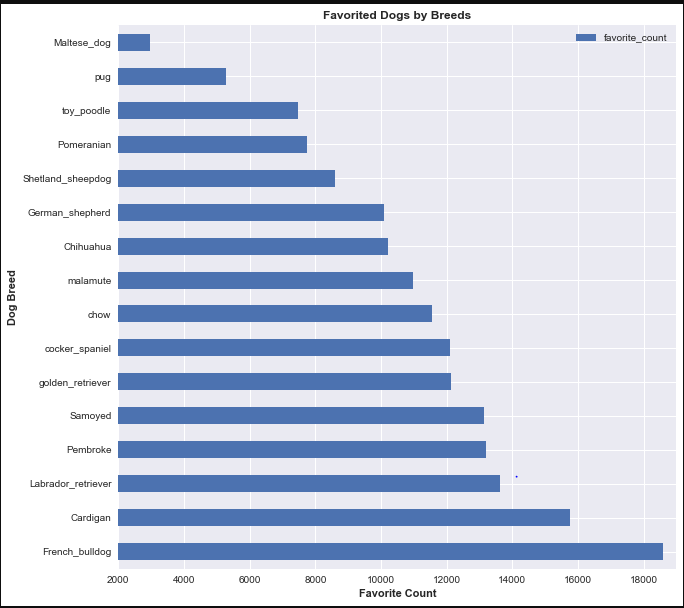 Favorited Dogs by Breeds
favorite_count
Maltese_dog
pug
toy_poodle
Pomeranian
Shetland_sheepdog
German_shepherd
Chihuahua
malamute
chow
cocker_spaniel
golden_retriever
Samoyed
Pembroke
Labrador_retriever
Cardigan
French_bulldog
Dog Breed
2000 4000 6000 8000 10000 12000 14000 16000 18000
Favorite Count